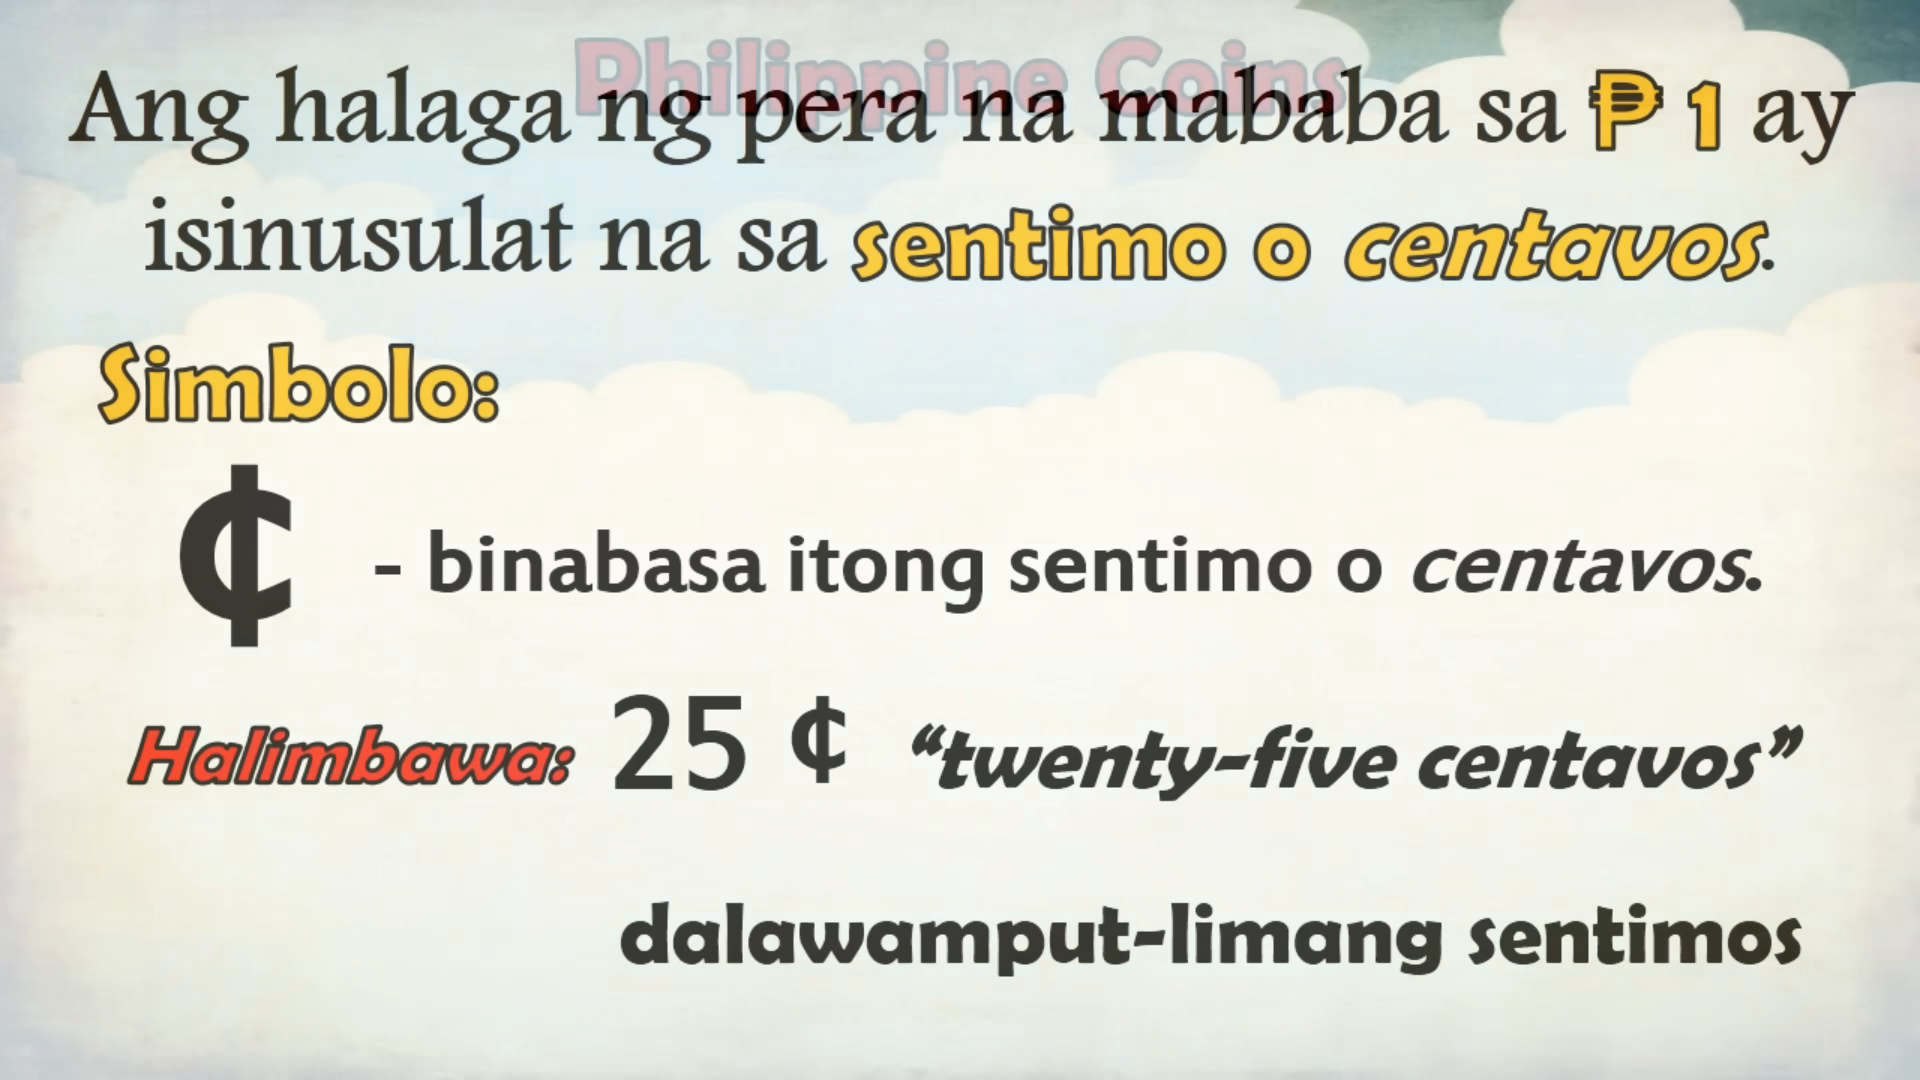 Philippine Coins
Ang halaga ng pera na mababa sa ₱ 1 ay
isinusulat na sa sentimo o centavos.
Simbolo:
¢ - binabasa itong sentimo o centavos.
Halimbawa: 25 ¢ “twenty-five centavos”
dalawamput-limang sentimos